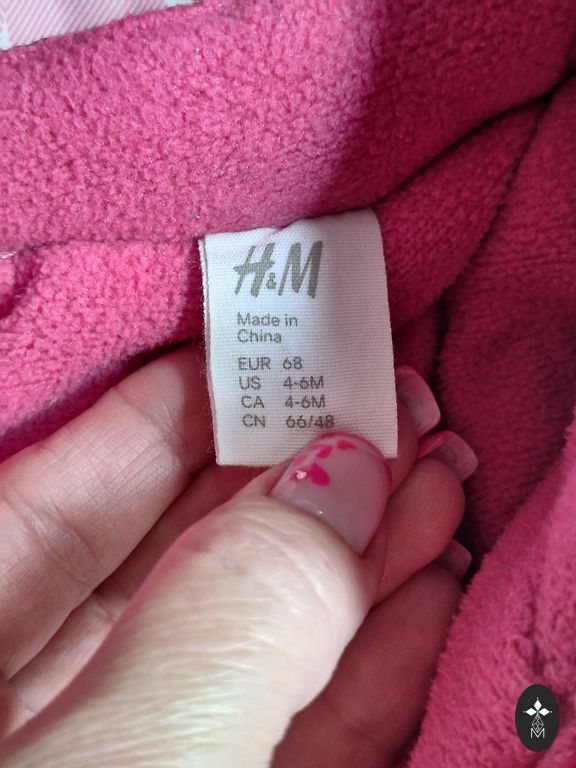 H&M
Made in
China
EUR 68
US 4-6M
CA 4-6M
CN 66/48